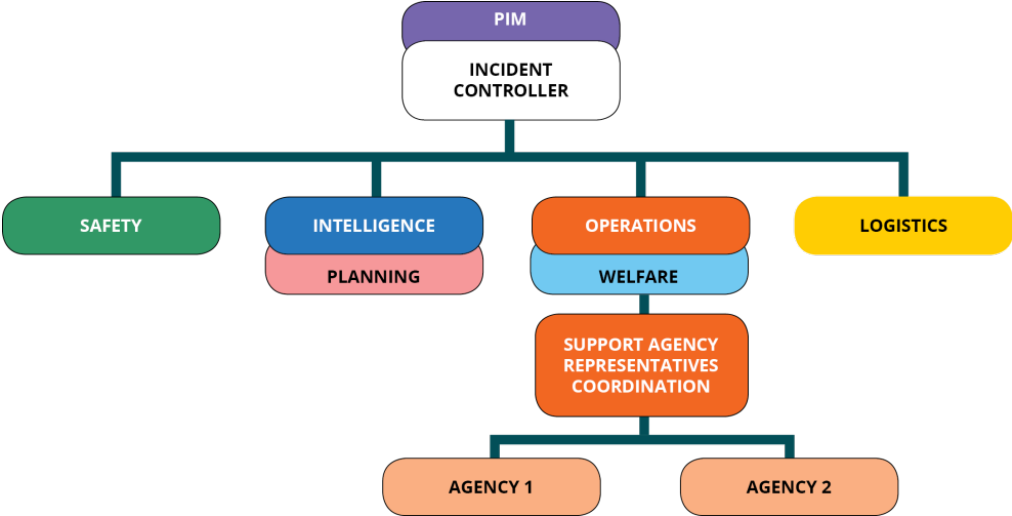 PIM
INCIDENT
CONTROLLER
SAFETY
INTELLIGENCE
OPERATIONS
LOGISTICS
PLANNING
WELFARE
SUPPORT AGENCY
REPRESENTATIVES
COORDINATION
AGENCY 1
AGENCY 2